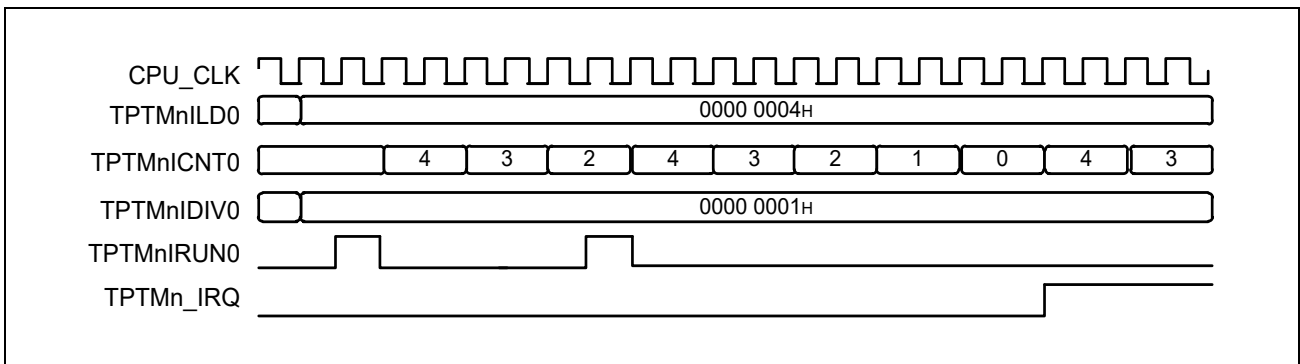 CPU_CLK
TPTMnILD0 0000 0004H
TPTMnICNT0 4 3 2 4 3 2 1 0 4 3
TPTMnIDIV0 0000 0001H
TPTMnIRUN0
TPTMn_IRQ